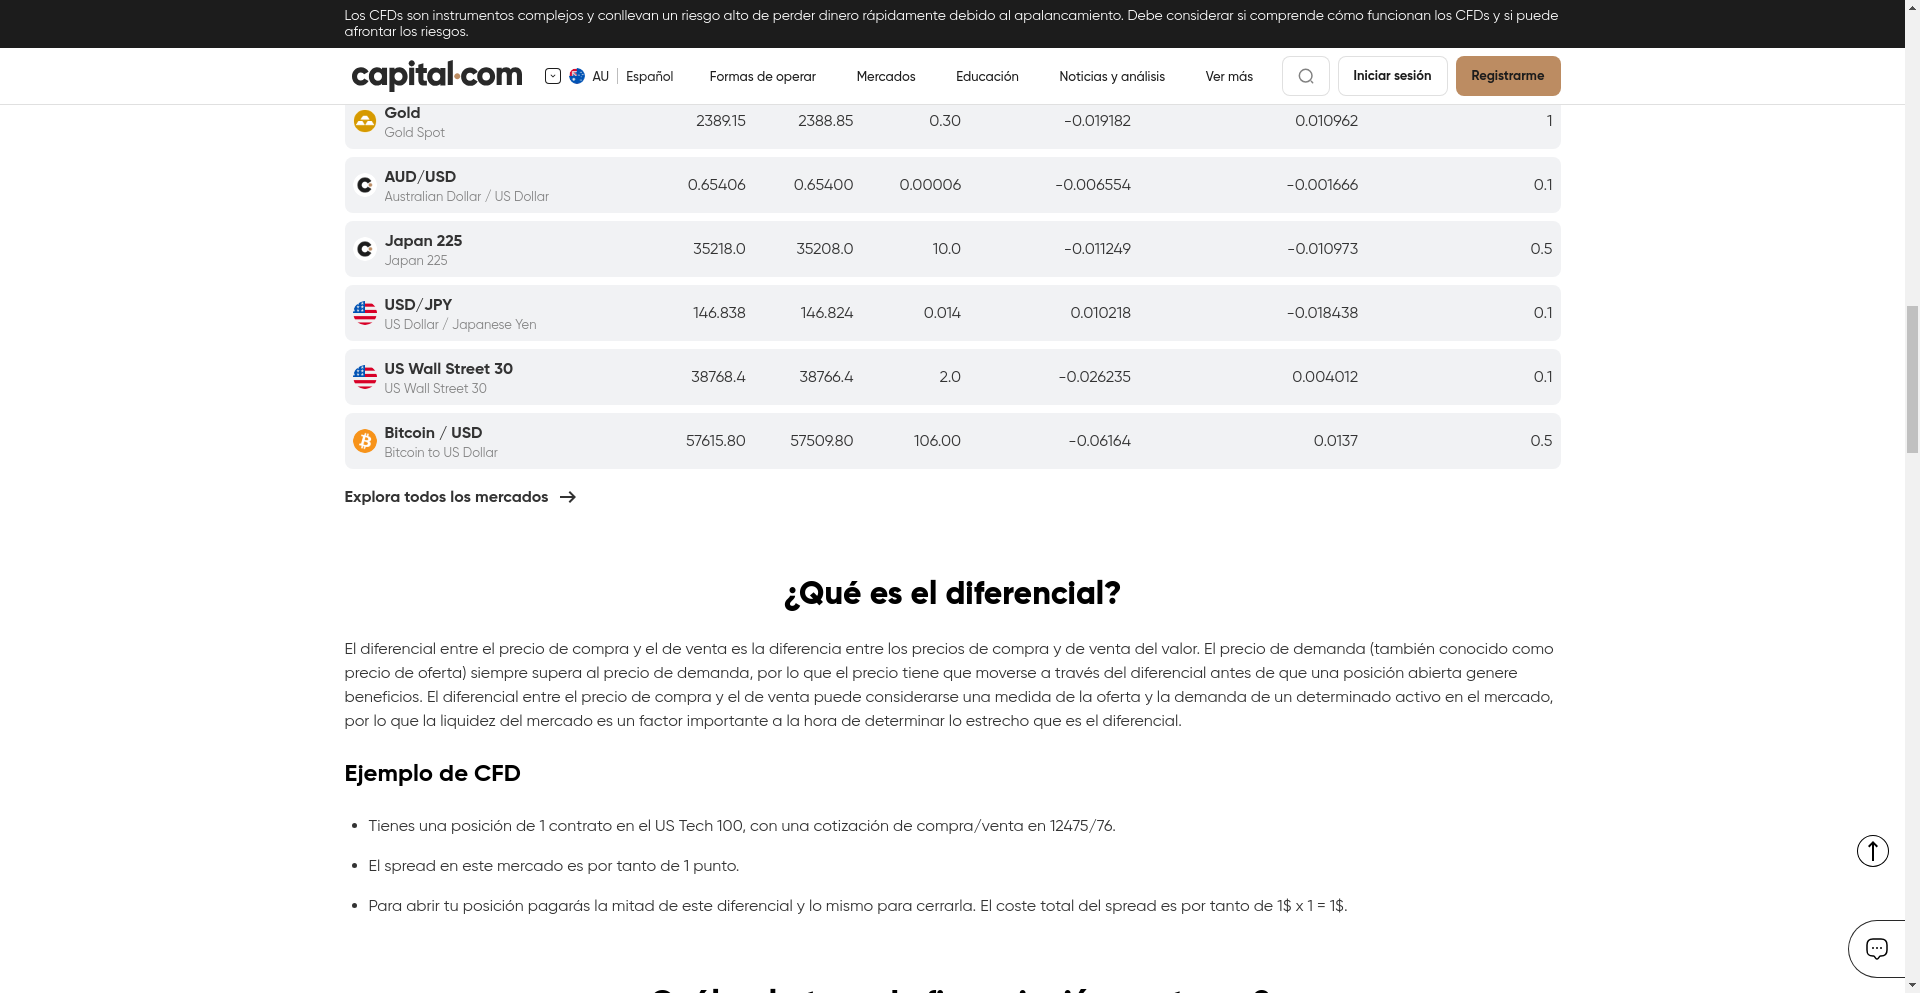 Los CFDs son instrumentos complejos y conllevan un riesgo alto de perder dinero rápidamente debido al apalancamiento. Debe considerar si comprende cómo funcionan los CFDs y si puede
afrontar los riesgos.
capital.com AU Español Formas de operar Mercados Educación Noticias y análisis Ver más Iniciar sesión Registrarme
Gold
Gold Spot
2389.15 2388.85 0.30 -0.019182 0.010962 1
AUD/USD
Australian Dollar / US Dollar
0.65406 0.65400 0.00006 -0.006554 -0.001666 0.1
Japan 225
Japan 225
35218.0 35208.0 10.0 -0.011249 -0.010973 0.5
USD/JPY
US Dollar / Japanese Yen
146.838 146.824 0.014 0.010218 -0.018438 0.1
US Wall Street 30
US Wall Street 30
38768.4 38766.4 2.0 -0.026235 0.004012 0.1
Bitcoin / USD
Bitcoin to US Dollar
57615.80 57509.80 106.00 -0.06164 0.0137 0.5
Explora todos los mercados
¿Qué es el diferencial?
El diferencial entre el precio de compra y el de venta es la diferencia entre los precios de compra y de venta del valor. El precio de demanda (también conocido como
precio de oferta) siempre supera al precio de demanda, por lo que el precio tiene que moverse a través del diferencial antes de que una posición abierta genere
beneficios. El diferencial entre el precio de compra y el de venta puede considerarse una medida de la oferta y la demanda de un determinado activo en el mercado,
por lo que la liquidez del mercado es un factor importante a la hora de determinar lo estrecho que es el diferencial.
Ejemplo de CFD
• Tienes una posición de 1 contrato en el US Tech 100, con una cotización de compra/venta en 12475/76.
• El spread en este mercado es por tanto de 1 punto.
• Para abrir tu posición pagarás la mitad de este diferencial y lo mismo para cerrarla. El coste total del spread es por tanto de 1$ x 1 = 1$.